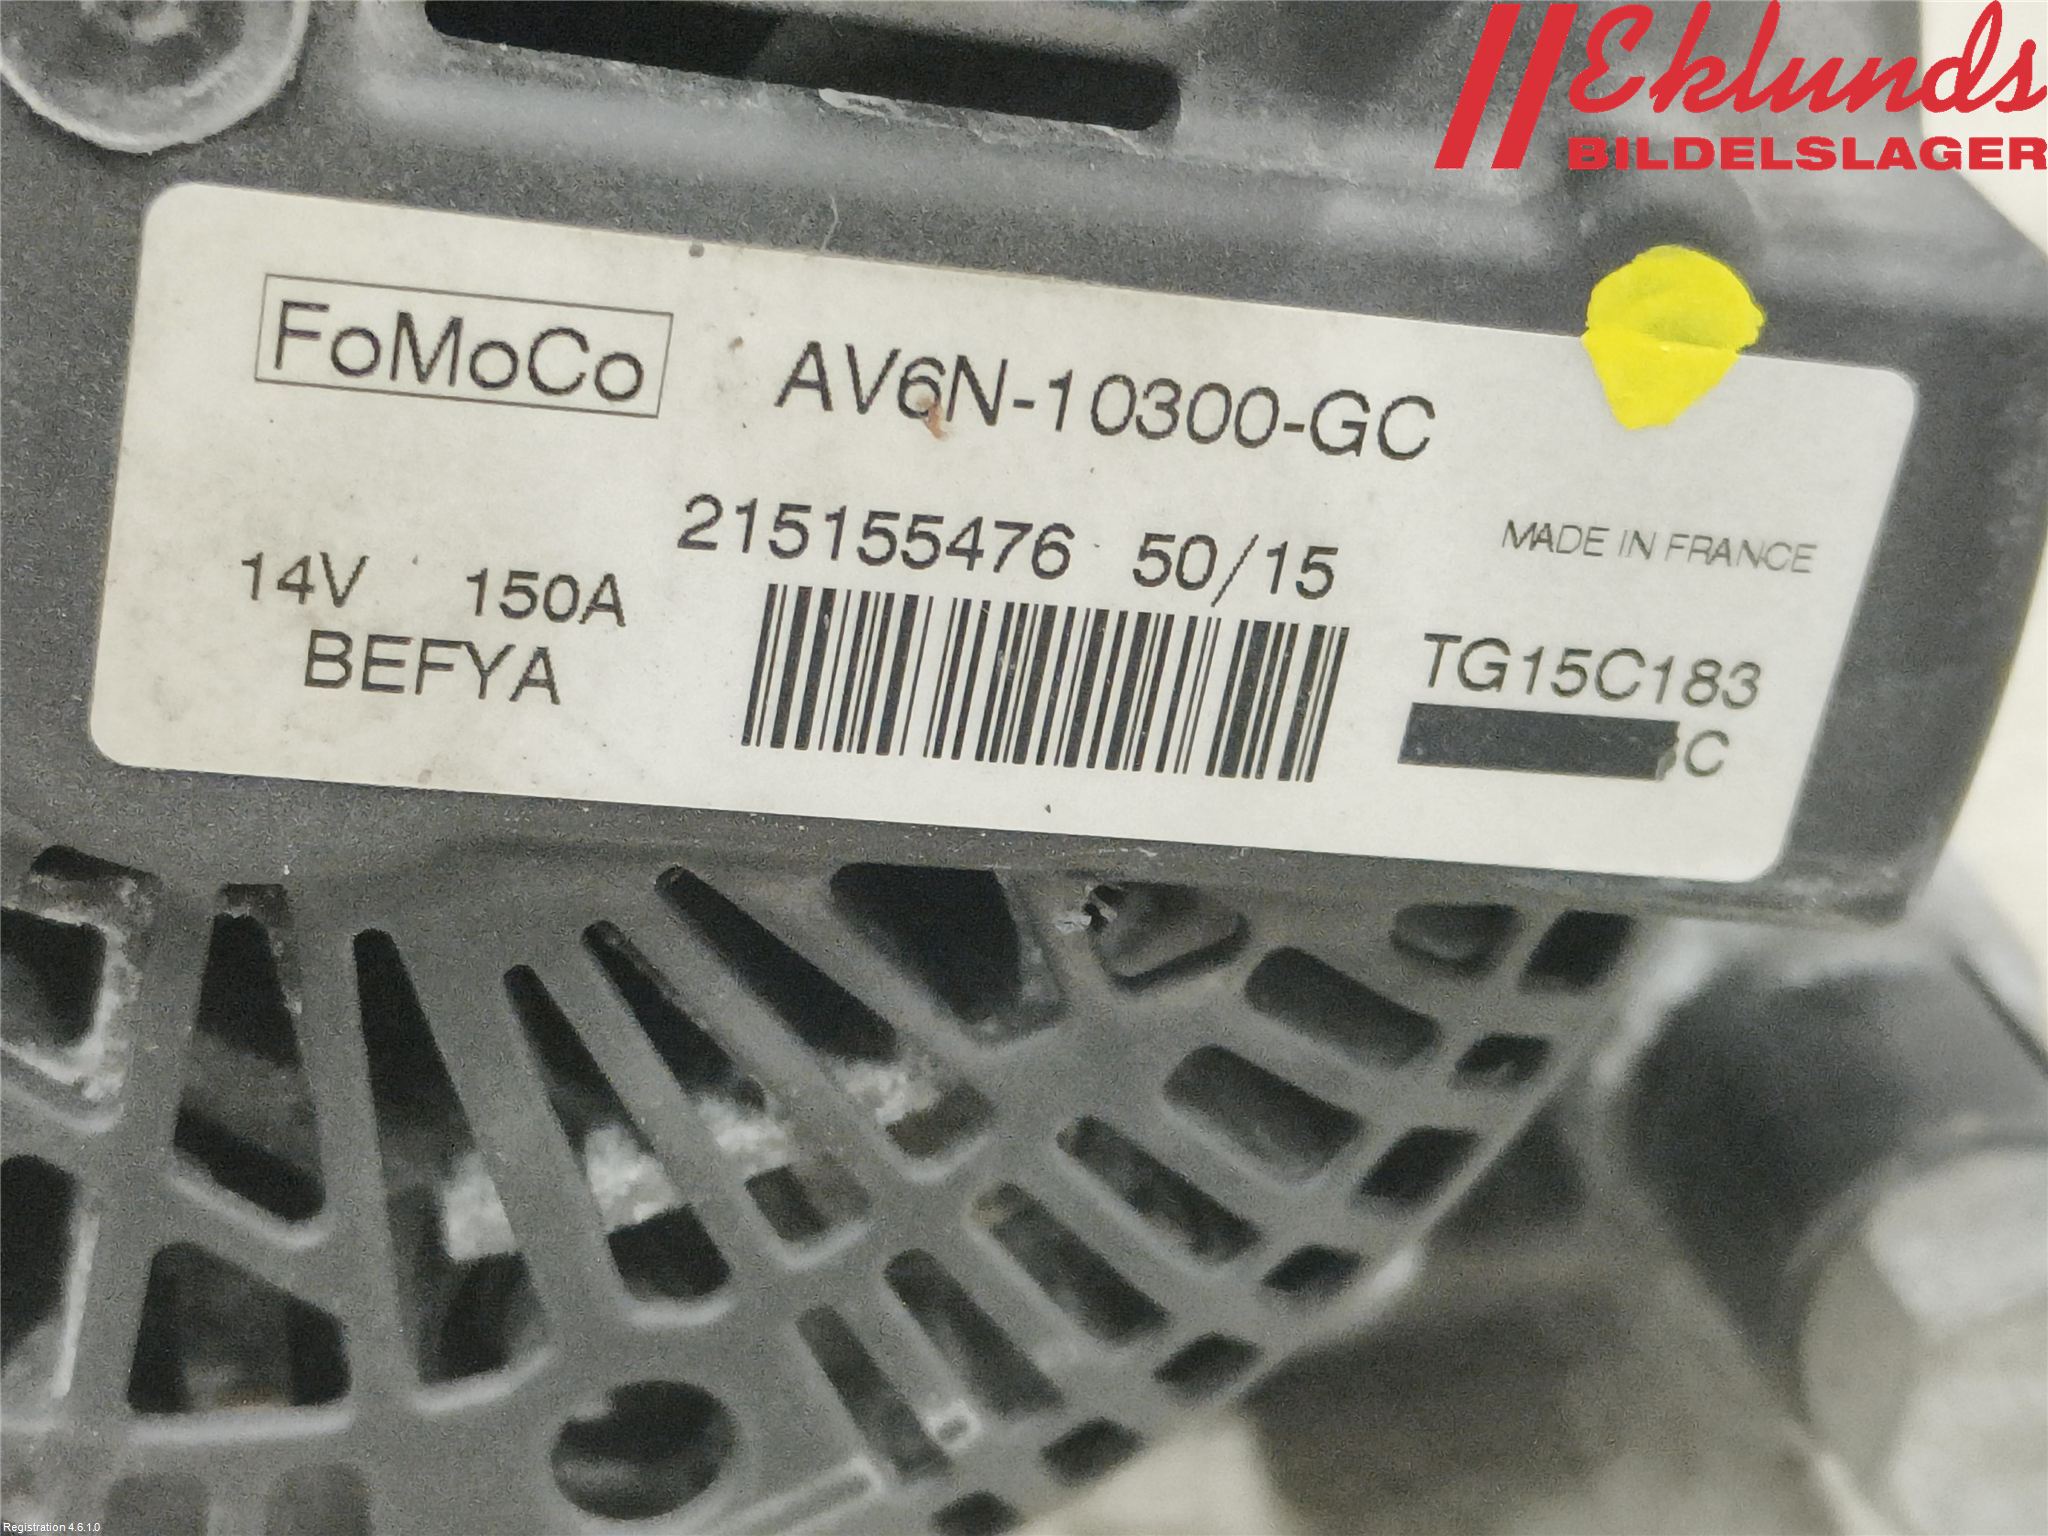 Eklunds
BILDELSLAGER
FoMoCo AV6N-10300-GC
215155476 50/15
MADE IN FRANCE
14V 150A
BEFYA
TG15C183
C
Registration 4.6.1.0